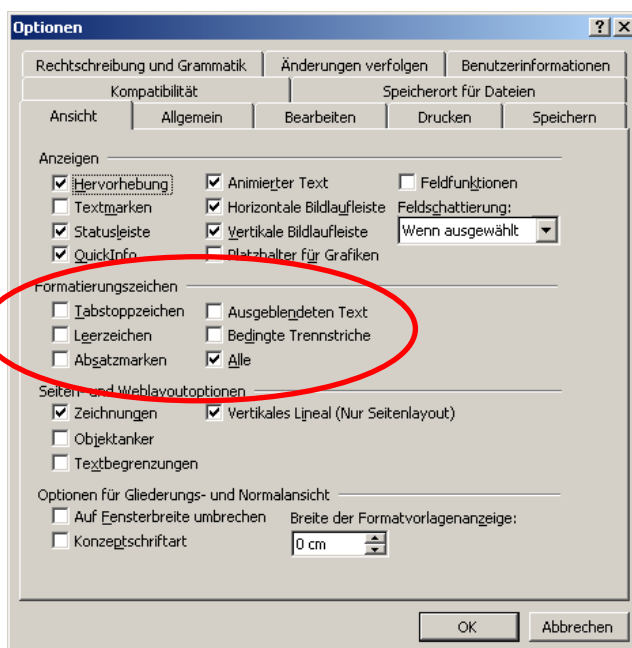 Optionen
Rechtschreibung und Grammatik Änderungen verfolgen Benutzerinformationen
Kompatibilität Speicherort für Dateien
Ansicht Allgemein Bearbeiten Drucken Speichern
Anzeigen
Hervorhebung Animierter Text Feldfunktionen
Textmarken Horizontale Bildlaufleiste Feldschattierung:
Statusleiste Vertikale Bildlaufleiste Wenn ausgewählt
QuickInfo Platzhalter für Grafiken
Formatierungszeichen
Tabstoppzeichen Ausgeblendeten Text
Leerzeichen Bedingte Trennstriche
Absatzmarken Alle
Seiten- und Weblayoutoptionen
Zeichnungen Vertikales Lineal (Nur Seitenlayout)
Objektanker
Textbegrenzungen
Optionen für Gliederungs- und Normalansicht
Auf Fensterbreite umbrechen Breite der Formatvorlagenanzeige:
Konzeptschriftart 0 cm
OK Abbrechen